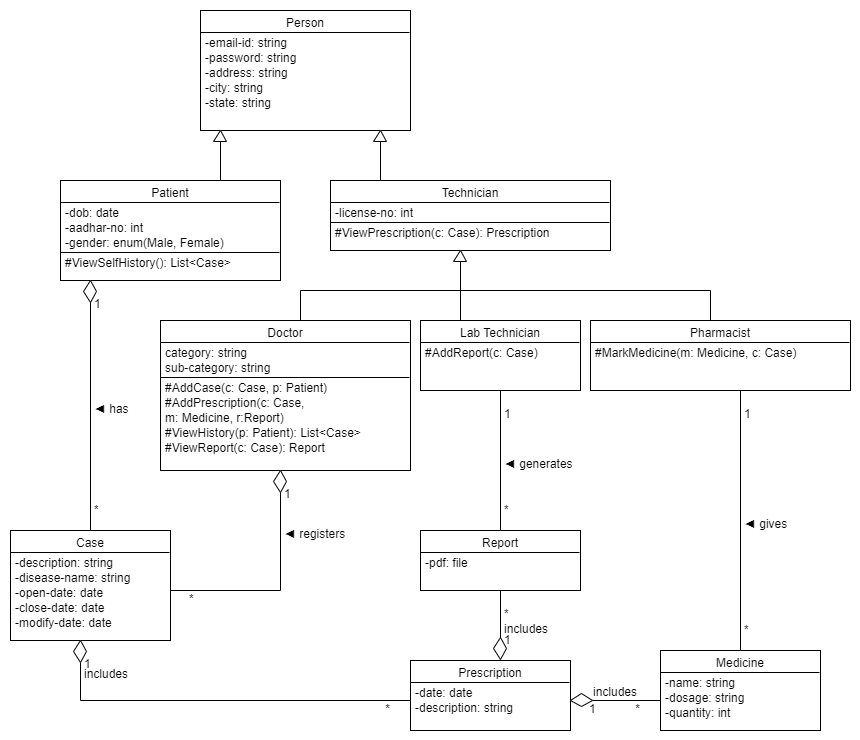 Person
-email-id: string
-password: string
-address: string
-city: string
-state: string
Patient
-dob: date
-aadhar-no: int
-gender: enum(Male, Female)
#ViewSelfHistory(): List<Case>
Technician
-license-no: int
#ViewPrescription(c: Case): Prescription
1
Doctor
category: string
sub-category: string
#AddCase(c: Case, p: Patient)
#AddPrescription(c: Case,
m: Medicine, r:Report)
#ViewHistory(p: Patient): List<Case>
#ViewReport(c: Case): Report
Lab Technician
#AddReport(c: Case)
Pharmacist
#MarkMedicine(m: Medicine, c: Case)
◄ has
1
1
◄ generates
1
*
*
◄ gives
◄ registers
Case
-description: string
-disease-name: string
-open-date: date
-close-date: date
-modify-date: date
*
Report
-pdf: file
*
includes
1
*
1
includes
Prescription
-date: date
-description: string
*
includes
1
*
Medicine
-name: string
-dosage: string
-quantity: int